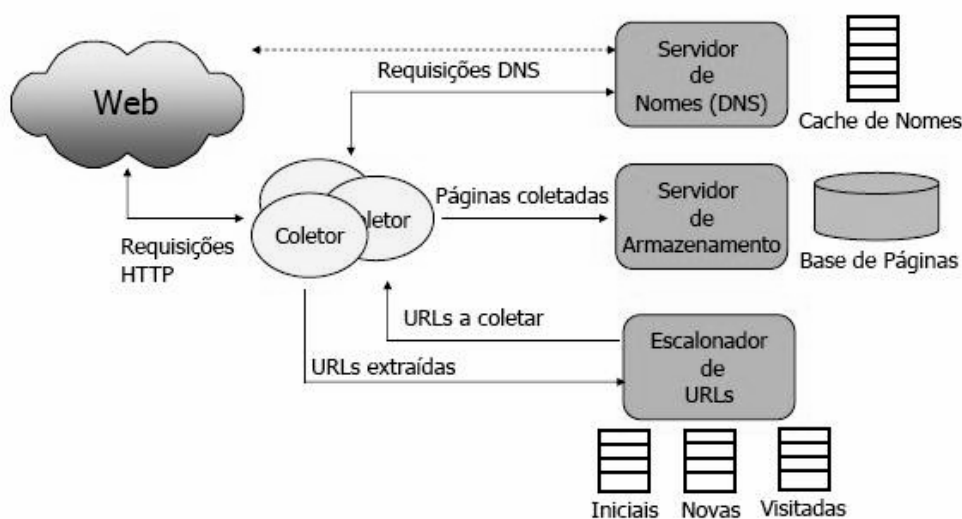 Web
Requisições DNS
Servidor
de
Nomes (DNS)
Cache de Nomes
Requisições
HTTP
Coletor
letor
Páginas coletadas
Servidor
de
Armazenamento
Base de Páginas
URLs a coletar
URLs extraídas
Escalonador
de
URLs
Iniciais
Novas
Visitadas